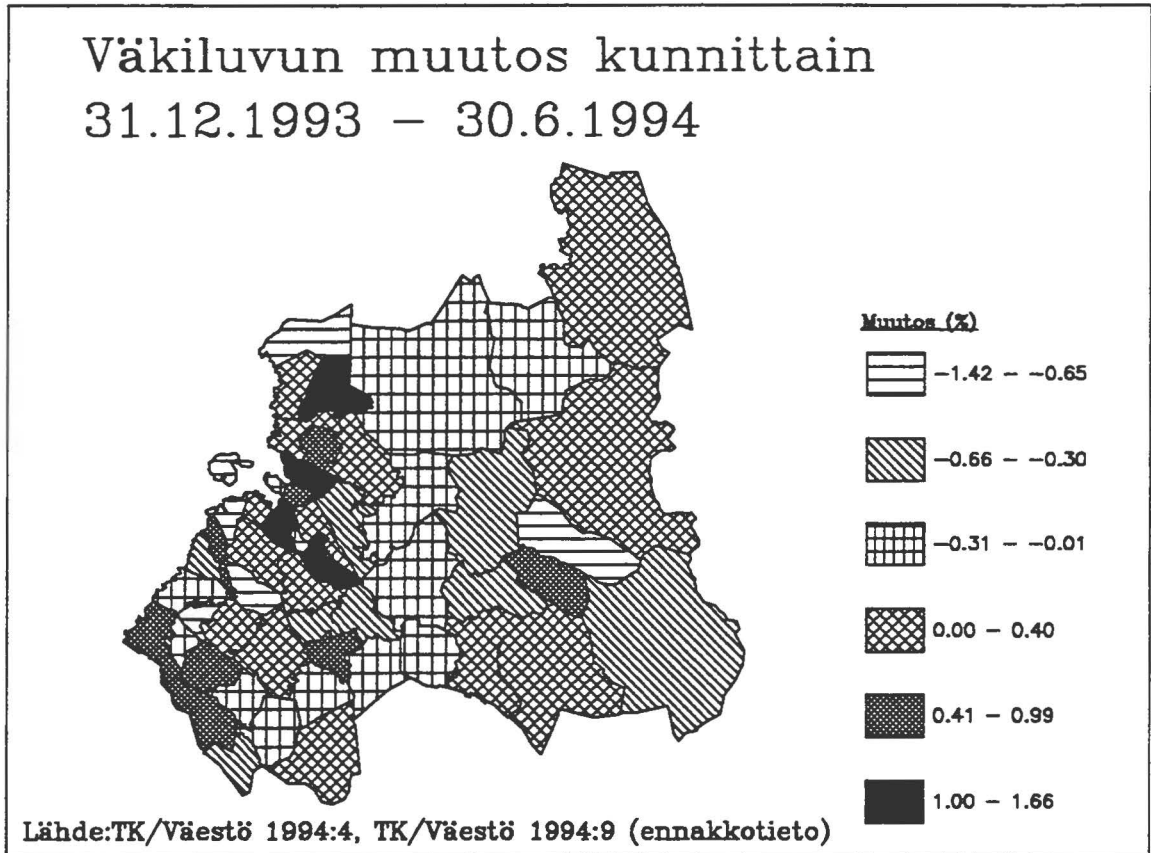 Väkiluvun muutos kunnittain
31.12.1993 – 30.6.1994
Muutos (%)
-1.42 – -0.65
-0.66 – -0.30
-0.31 – -0.01
0.00 – 0.40
0.41 – 0.99
1.00 – 1.66
Lähde:TK/Väestö 1994:4, TK/Väestö 1994:9 (ennakkotieto)